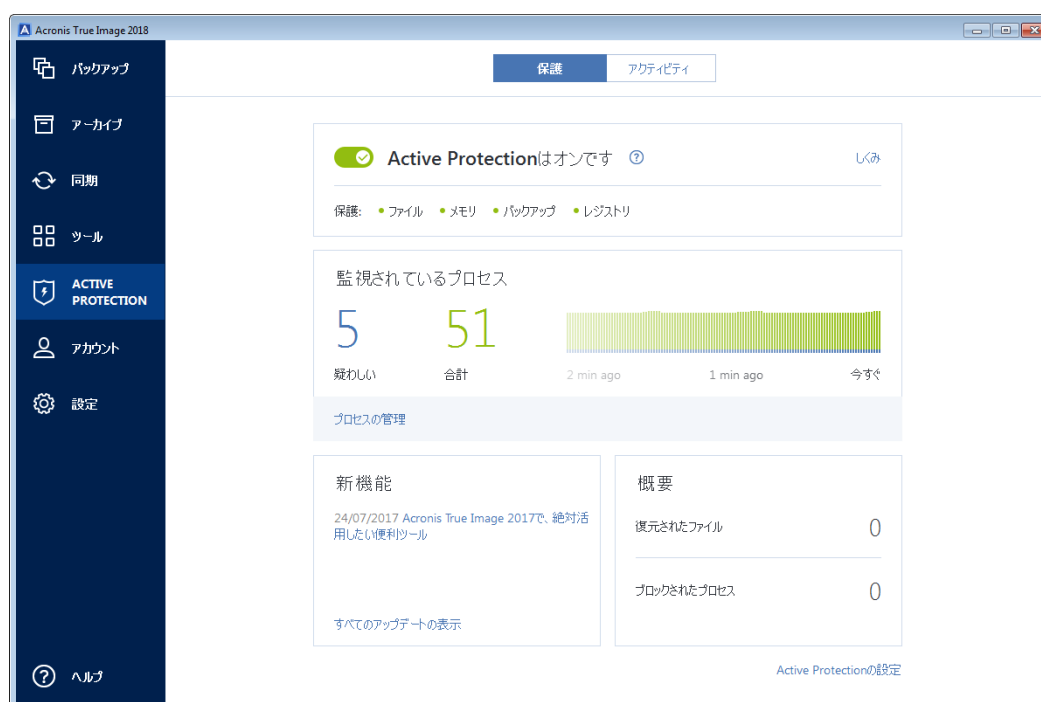 Acronis True Image 2018
バックアップ
アーカイブ
同期
ツール
ACTIVE
PROTECTION
アカウント
設定
ヘルプ
保護
アクティビティ
Active Protectionはオンです
しくみ
保護: • ファイル • メモリ • バックアップ • レジストリ
監視されているプロセス
5
51
疑わしい
合計
2 min ago
1 min ago
今すぐ
プロセスの管理
新機能
24/07/2017 Acronis True Image 2017で、絶対活
用したい便利ツール
すべてのアップデートの表示
概要
復元されたファイル 0
ブロックされたプロセス 0
Active Protectionの設定